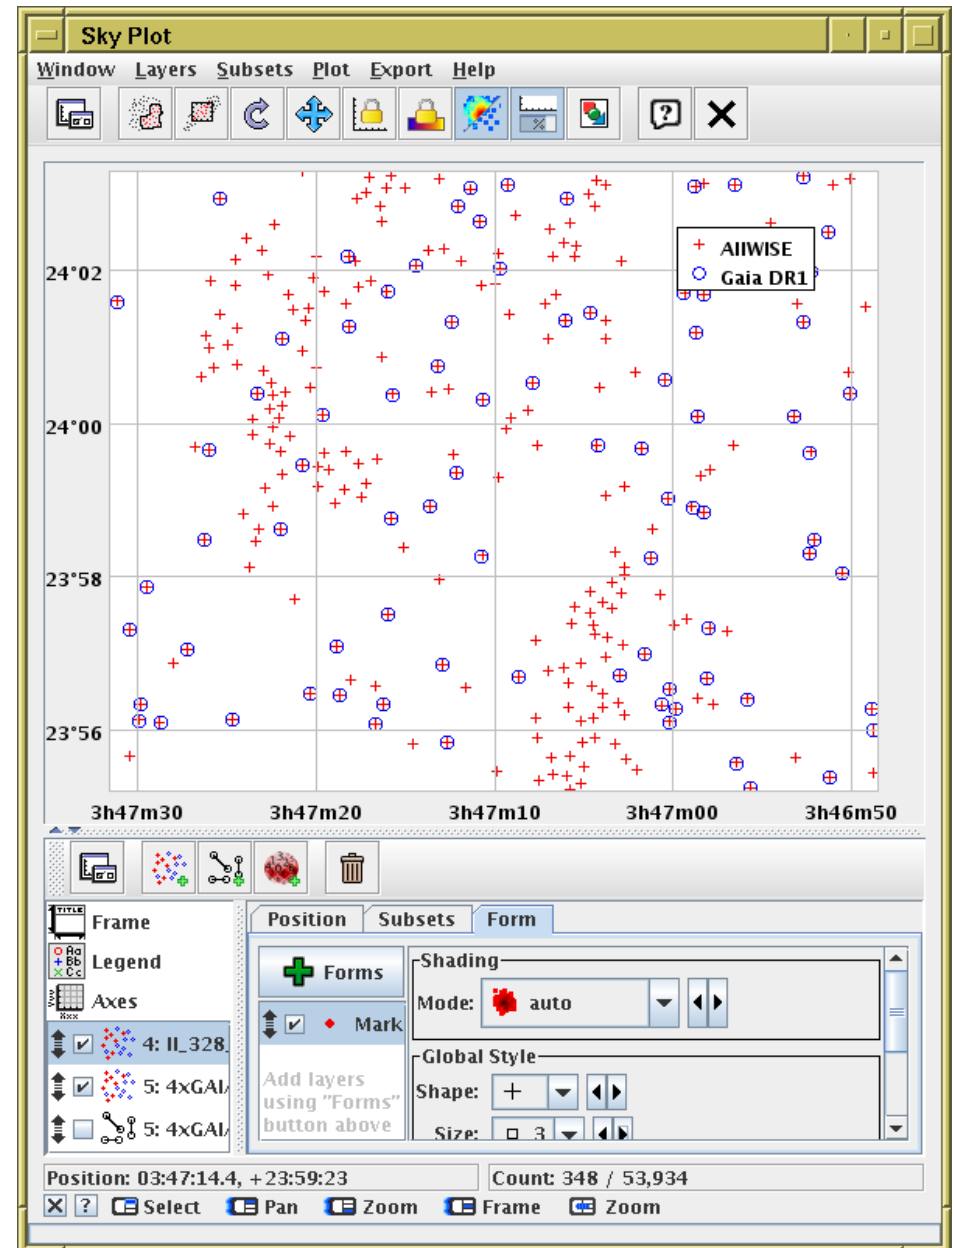 Sky Plot
Window Layers Subsets Plot Export Help
AllWISE
Gaia DR1
24°02
24°00
23°58
23°56
3h47m30 3h47m20 3h47m10 3h47m00 3h46m50
Position Subsets Form
Frame
Legend
Axes
4: II_328_
5: 4xGAI
5: 4xGAI
Forms
Mark
Add layers
using "Forms"
button above
Shading
Mode: auto
Global Style
Shape:
Size: 3
Position: 03:47:14.4, +23:59:23 Count: 348 / 53,934
Select Pan Zoom Frame Zoom